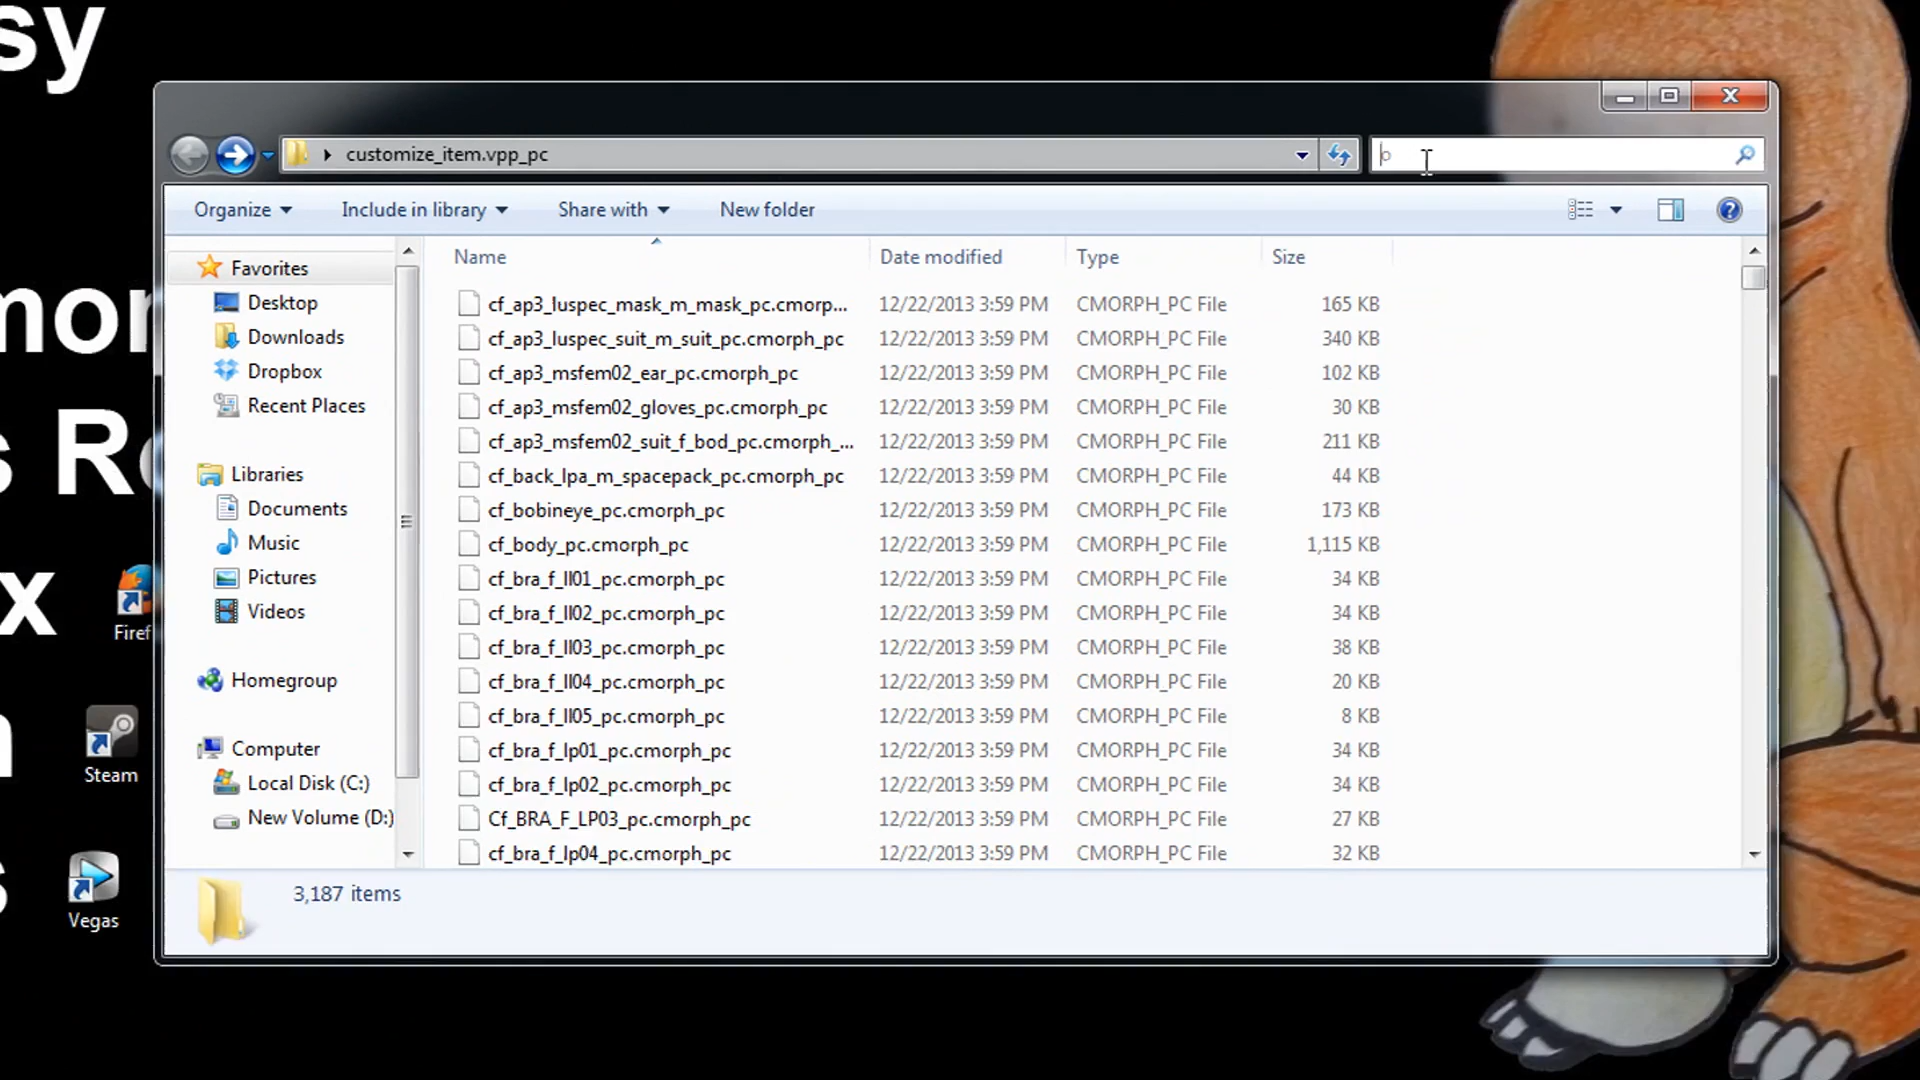 sy
mor
s Re
x
customize_item.vpp_pc
o
Organize
Include in library
Share with
New folder
Favorites
Desktop
Downloads
Dropbox
Recent Places
Libraries
Documents
Music
Pictures
Videos
Homegroup
Computer
Local Disk (C:)
New Volume (D:)
Name Date modified Type Size
cf_ap3_luspec_mask_m_mask_pc.cmorp... 12/22/2013 3:59 PM CMORPH_PC File 165 KB
cf_ap3_luspec_suit_m_suit_pc.cmorph_pc 12/22/2013 3:59 PM CMORPH_PC File 340 KB
cf_ap3_msfem02_ear_pc.cmorph_pc 12/22/2013 3:59 PM CMORPH_PC File 102 KB
cf_ap3_msfem02_gloves_pc.cmorph_pc 12/22/2013 3:59 PM CMORPH_PC File 30 KB
cf_ap3_msfem02_suit_f_bod_pc.cmorph_... 12/22/2013 3:59 PM CMORPH_PC File 211 KB
cf_back_lpa_m_spacepack_pc.cmorph_pc 12/22/2013 3:59 PM CMORPH_PC File 44 KB
cf_bobineye_pc.cmorph_pc 12/22/2013 3:59 PM CMORPH_PC File 173 KB
cf_body_pc.cmorph_pc 12/22/2013 3:59 PM CMORPH_PC File 1,115 KB
cf_bra_f_ll01_pc.cmorph_pc 12/22/2013 3:59 PM CMORPH_PC File 34 KB
cf_bra_f_ll02_pc.cmorph_pc 12/22/2013 3:59 PM CMORPH_PC File 34 KB
cf_bra_f_ll03_pc.cmorph_pc 12/22/2013 3:59 PM CMORPH_PC File 38 KB
cf_bra_f_ll04_pc.cmorph_pc 12/22/2013 3:59 PM CMORPH_PC File 20 KB
cf_bra_f_ll05_pc.cmorph_pc 12/22/2013 3:59 PM CMORPH_PC File 8 KB
cf_bra_f_lp01_pc.cmorph_pc 12/22/2013 3:59 PM CMORPH_PC File 34 KB
cf_bra_f_lp02_pc.cmorph_pc 12/22/2013 3:59 PM CMORPH_PC File 34 KB
Cf_BRA_F_LP03_pc.cmorph_pc 12/22/2013 3:59 PM CMORPH_PC File 27 KB
cf_bra_f_lp04_pc.cmorph_pc 12/22/2013 3:59 PM CMORPH_PC File 32 KB
3,187 items
Firef
Steam
Vegas